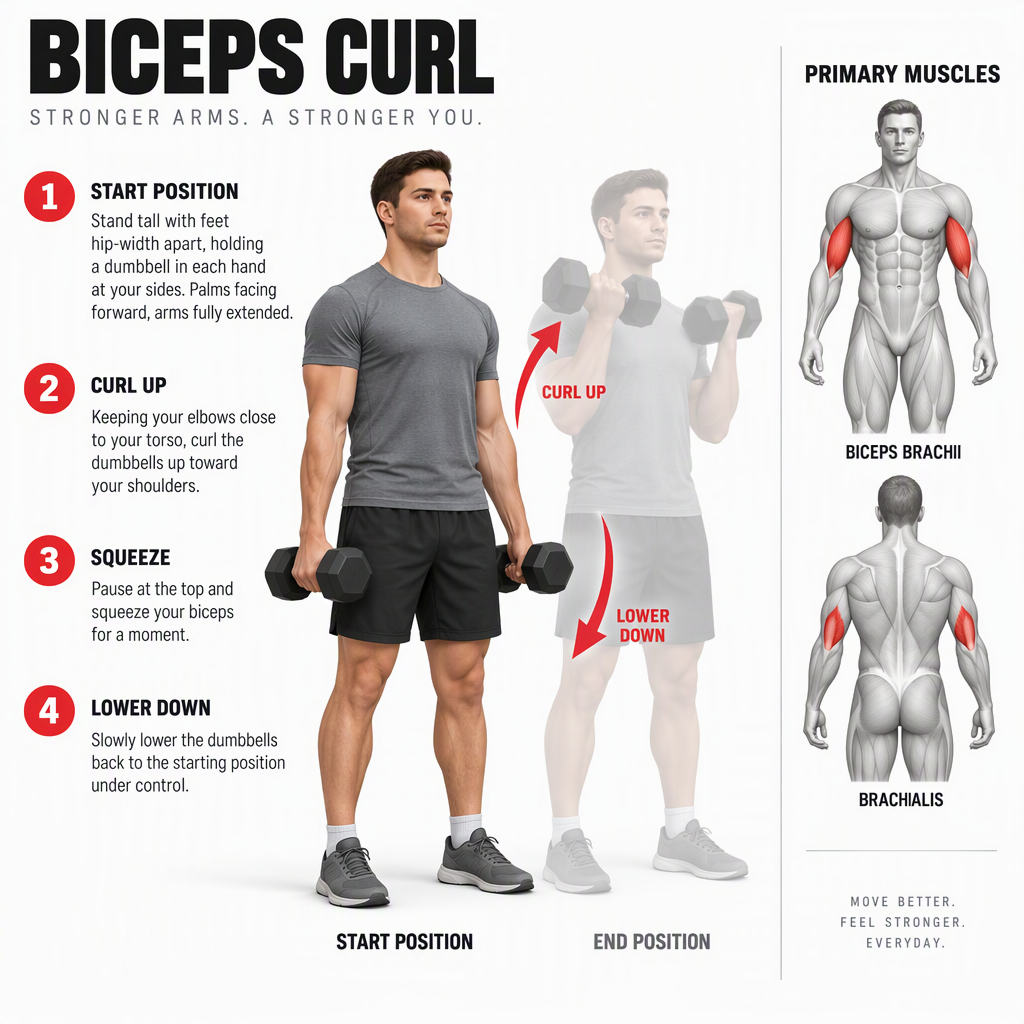 BICEPS CURL
STRONGER ARMS. A STRONGER YOU.
1
START POSITION
Stand tall with feet
hip-width apart, holding
a dumbbell in each hand
at your sides. Palms facing
forward, arms fully extended.
2
CURL UP
Keeping your elbows close
to your torso, curl the
dumbbells up toward
your shoulders.
3
SQUEEZE
Pause at the top and
squeeze your biceps
for a moment.
4
LOWER DOWN
Slowly lower the dumbbells
back to the starting position
under control.
CURL UP
LOWER
DOWN
START POSITION
END POSITION
PRIMARY MUSCLES
BICEPS BRACHII
BRACHIALIS
MOVE BETTER.
FEEL STRONGER.
EVERYDAY.